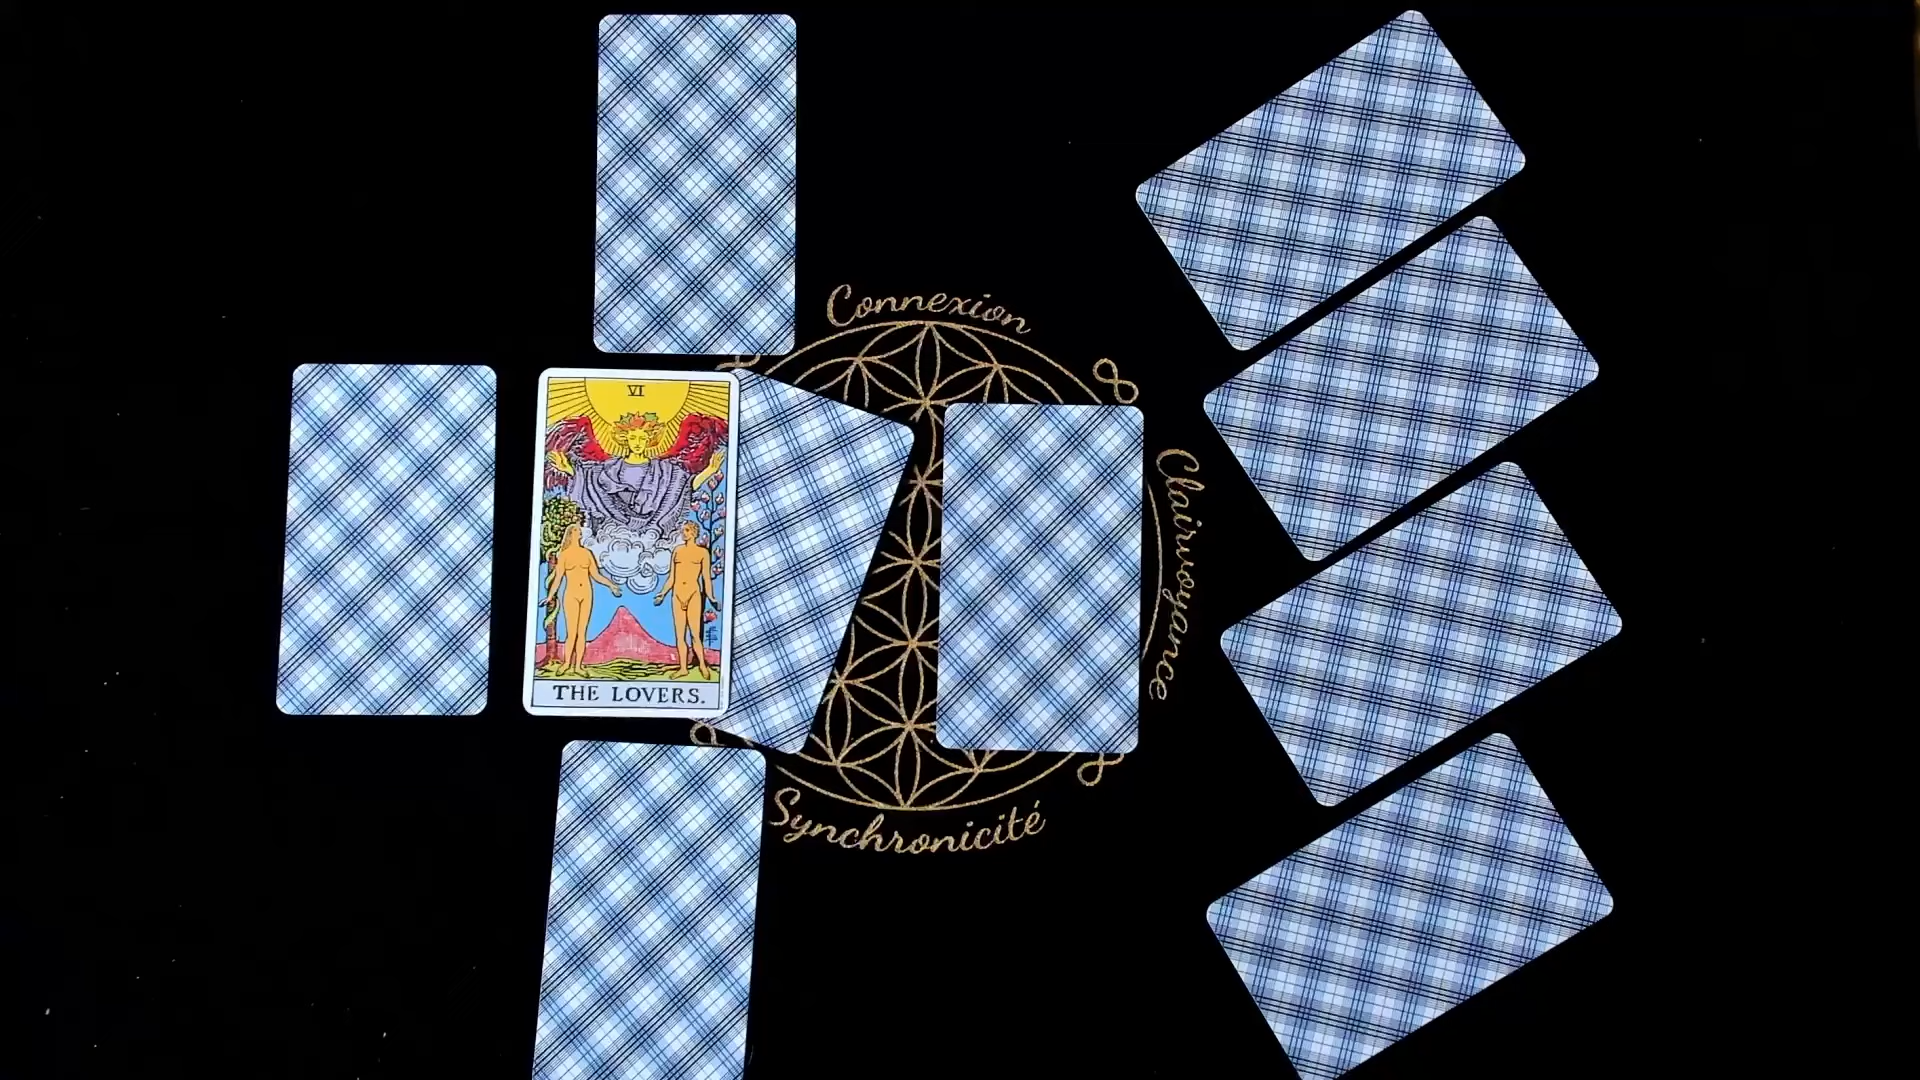 Connexion
VI
Clairvoyance
THE LOVERS.
Synchronicité